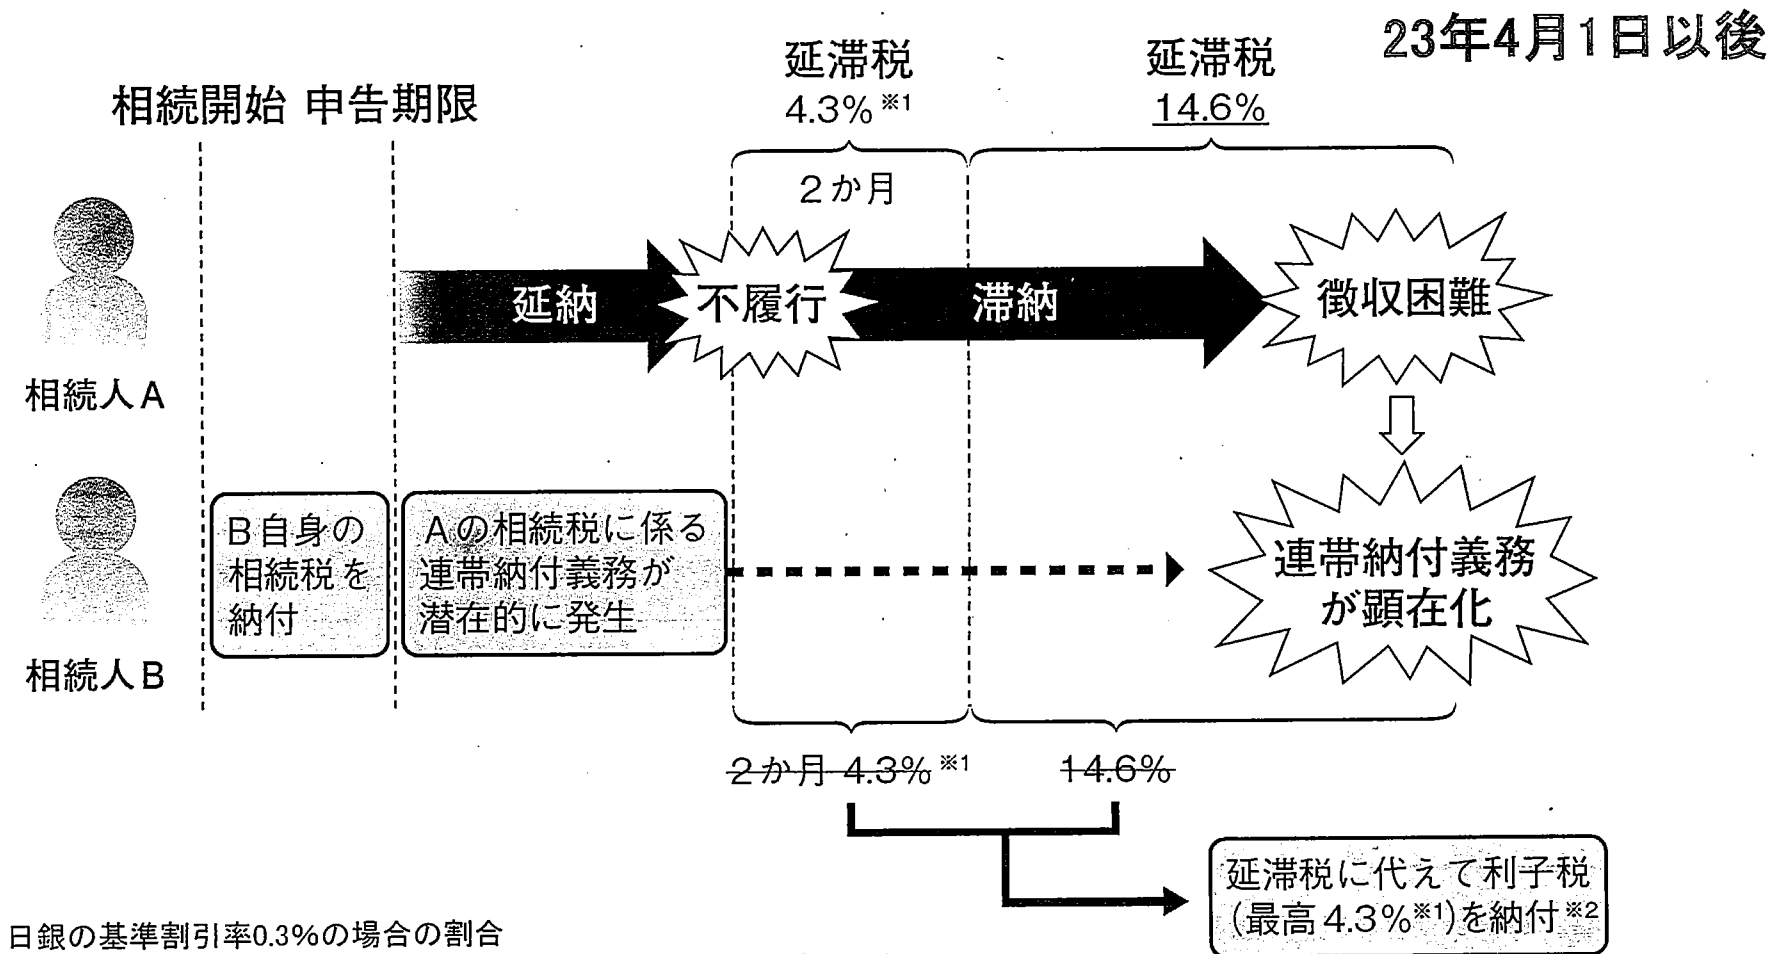 23年4月1日以後
延滞税
4.3%※1
延滞税
14.6%
相続開始 申告期限
2か月
延納
不履行
滞納
徴収困難
相続人A
B自身の
相続税を
納付
Aの相続税に係る
連帯納付義務が
潜在的に発生
連帯納付義務
が顕在化
相続人B
2か月 4.3%※1
14.6%
延滞税に代えて利子税
(最高4.3%※1)を納付※2
日銀の基準割引率0.3%の場合の割合